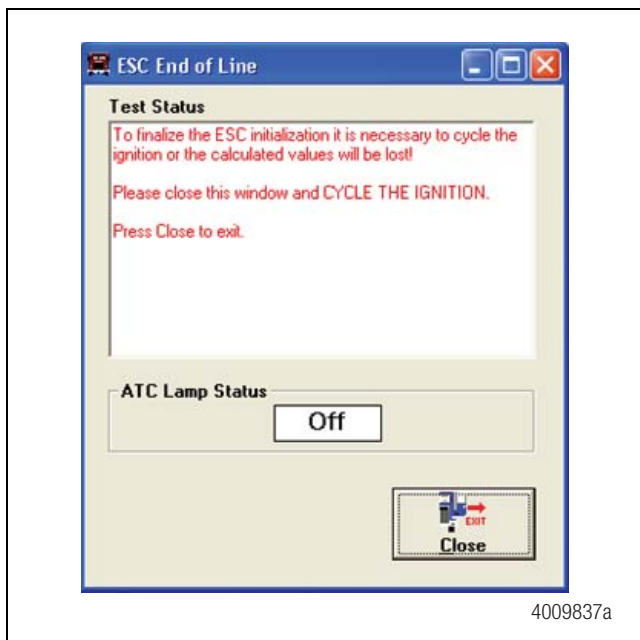 ESC End of Line
Test Status
To finalize the ESC initialization it is necessary to cycle the
ignition or the calculated values will be lost!
Please close this window and CYCLE THE IGNITION.
Press Close to exit.
ATC Lamp Status
Off
EXIT
Close
4009837a